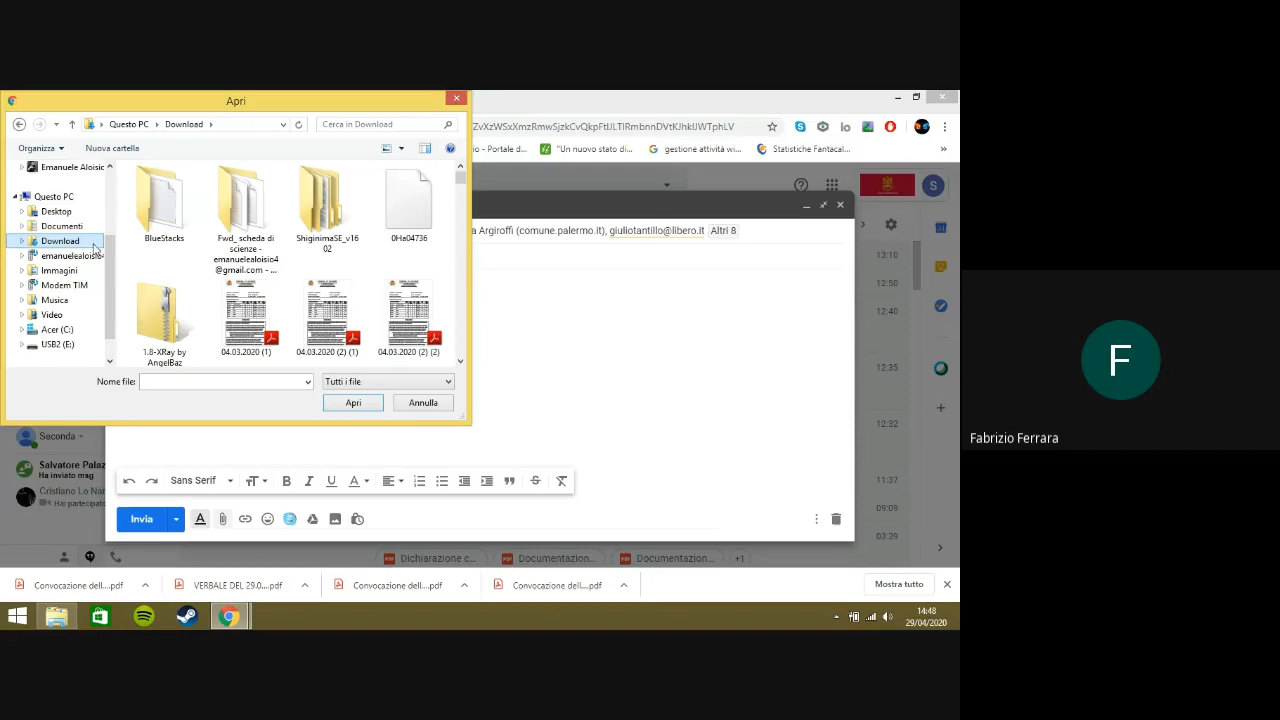 Apri
Questo PC
Download
Cerca in Download
Organizza
Nuova cartella
Emanuele Aloisio
Questo PC
Desktop
Documenti
Download
emanuelealoisio4
Immagini
Modem TIM
Musica
Video
Acer (C:)
USB2 (E:)
BlueStacks
Fwd_ scheda di
scienze -
emanuelealoisio4
@gmail.com - ...
ShiginimaSE_v16
02
0Ha04736
1.8-XRay by
AngelBaz
04.03.2020 (1)
04.03.2020 (2) (1)
04.03.2020 (2) (2)
Nome file:
Tutti i file
Apri
Annulla
- Portale d...
"Un nuovo stato di...
gestione attività wi...
Statistiche Fantacal...
»
S
a Argiroffi (comune.palermo.it), giuliotantillo@libero.it Altri 8
13:10
12:50
12:40
12:35
12:32
11:37
09:09
03:39
Seconda
Salvatore Palaz
Ha inviato msg
Cristiano Lo Nar
Hai partecipato
Sans Serif
Invia
Dichiarazione c...
Documentazion...
Documentazion...
+1
Convocazione dell....pdf
VERBALE DEL 29.0....pdf
Convocazione dell....pdf
Convocazione dell....pdf
Mostra tutto
14:48
29/04/2020
F
Fabrizio Ferrara